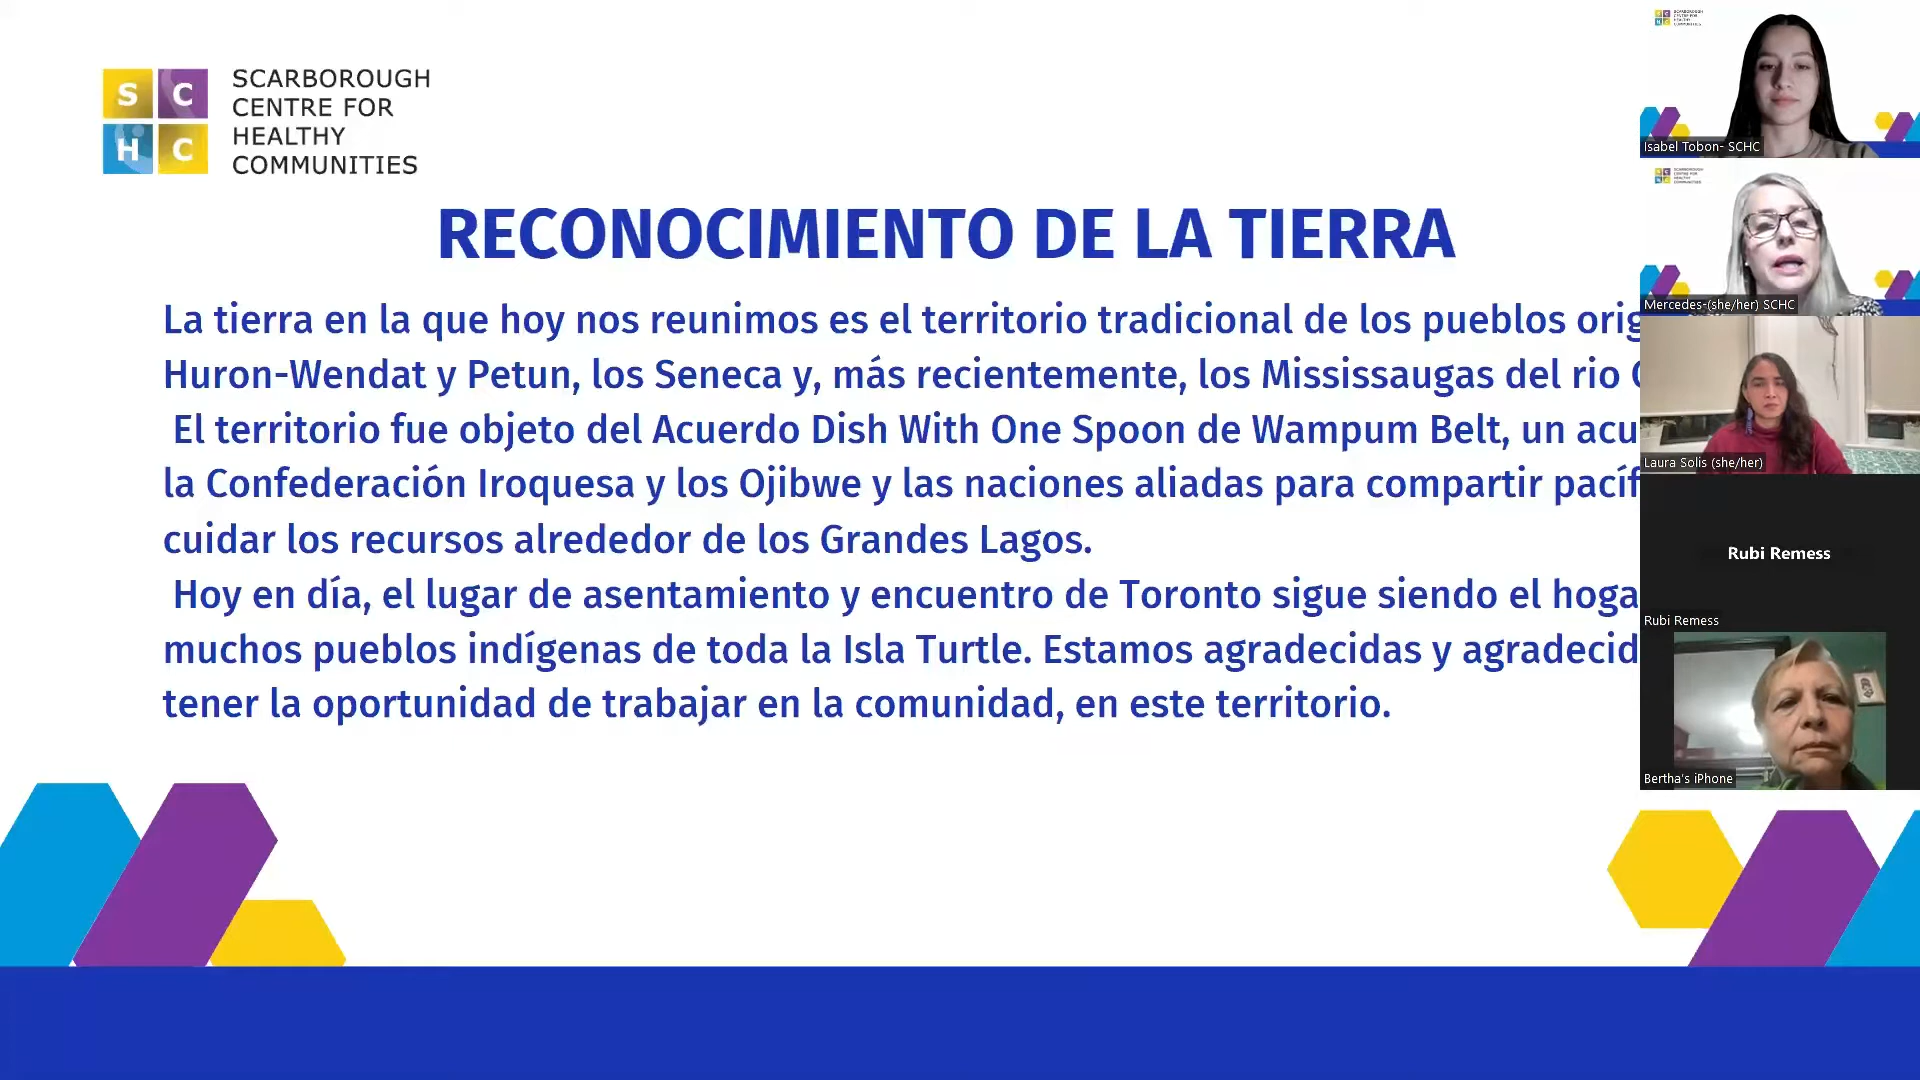 S C
H C
SCARBOROUGH
CENTRE FOR
HEALTHY
COMMUNITIES
RECONOCIMIENTO DE LA TIERRA
La tierra en la que hoy nos reunimos es el territorio tradicional de los pueblos orig
Huron-Wendat y Petun, los Seneca y, más recientemente, los Mississaugas del rio
El territorio fue objeto del Acuerdo Dish With One Spoon de Wampum Belt, un acu
la Confederación Iroquesa y los Ojibwe y las naciones aliadas para compartir pacíf
cuidar los recursos alrededor de los Grandes Lagos.
Hoy en día, el lugar de asentamiento y encuentro de Toronto sigue siendo el hoga
muchos pueblos indígenas de toda la Isla Turtle. Estamos agradecidas y agradecid
tener la oportunidad de trabajar en la comunidad, en este territorio.
Isabel Tobon- SCHC
Mercedes-(she/her) SCHC
Laura Solis (she/her)
Rubi Remess
Rubi Remess
Bertha's iPhone